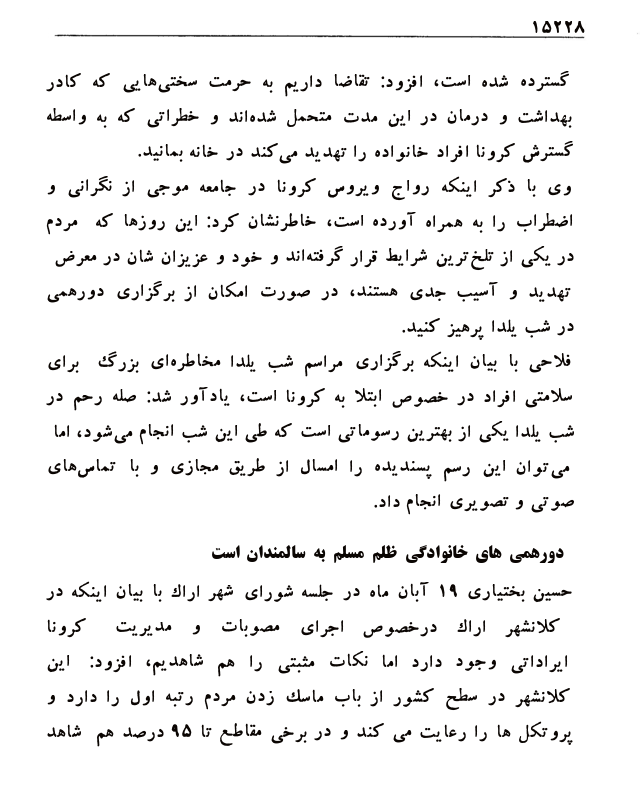 ۱۵۲۲۸
گسترده شده است، افزود: تقاضا داریم به حرمت سختی‌هایی که کادر
بهداشت و درمان در این مدت متحمل شده‌اند و خطراتی که به واسطه
گسترش کرونا افراد خانواده را تهدید می‌کند در خانه بمانید.
وی با ذکر اینکه رواج ویروس کرونا در جامعه موجی از نگرانی و
اضطراب را به همراه آورده است، خاطرنشان کرد: این روزها که مردم
در یکی از تلخ‌ترین شرایط قرار گرفته‌اند و خود و عزیزان شان در معرض
تهدید و آسیب جدی هستند، در صورت امکان از برگزاری دورهمی
در شب یلدا پرهیز کنید.
فلاحی با بیان اینکه برگزاری مراسم شب یلدا مخاطره‌ای بزرگ برای
سلامتی افراد در خصوص ابتلا به کرونا است، یادآور شد: صله رحم در
شب یلدا یکی از بهترین رسوماتی است که طی این شب انجام می‌شود، اما
می‌توان این رسم پسندیده را امسال از طریق مجازی و با تماس‌های
صوتی و تصویری انجام داد.
دورهمی های خانوادگی ظلم مسلم به سالمندان است
حسین بختیاری ۱۹ آبان ماه در جلسه شورای شهر اراك با بیان اینکه در
کلانشهر اراك درخصوص اجرای مصوبات و مدیریت کرونا
ایراداتی وجود دارد اما نکات مثبتی را هم شاهدیم، افزود: این
کلانشهر در سطح کشور از باب ماسك زدن مردم رتبه اول را دارد و
پروتکل ها را رعایت می کند و در برخی مقاطع تا ۹۵ درصد هم شاهد